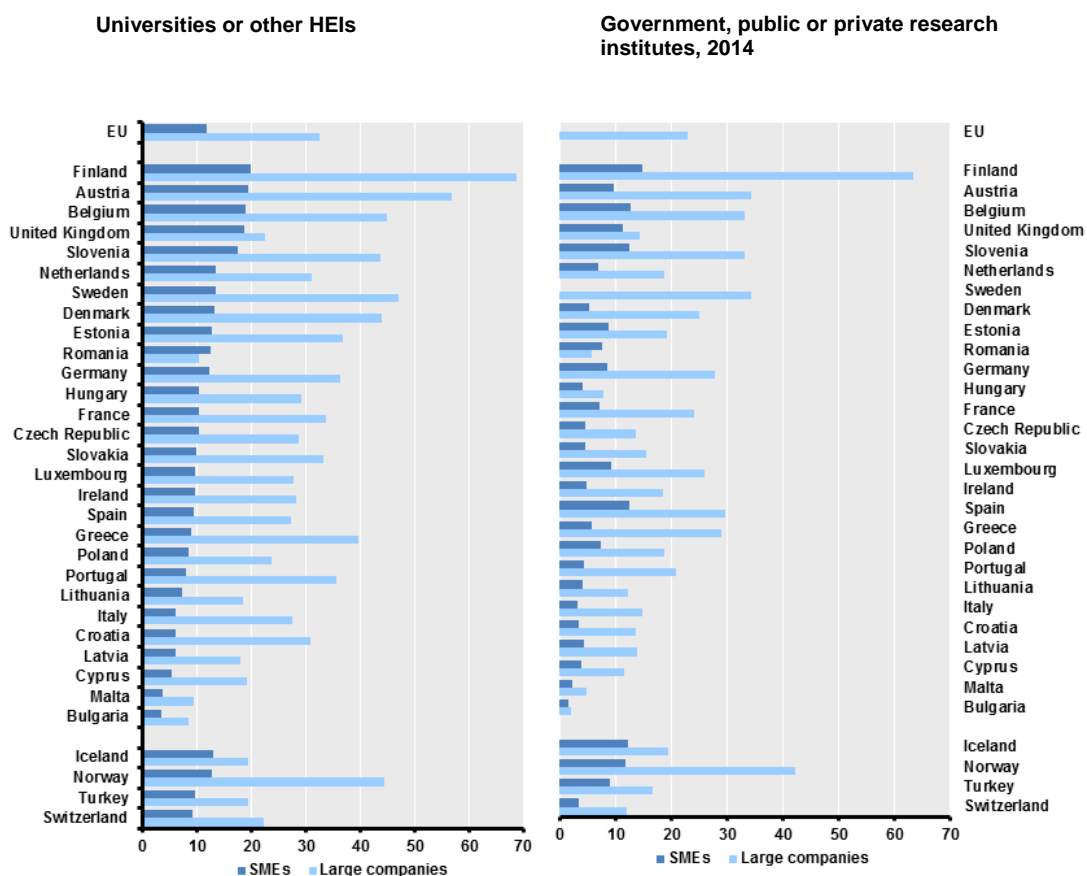 Universities or other HEIs
Government, public or private research
institutes, 2014
EU
Finland
Austria
Belgium
United Kingdom
Slovenia
Netherlands
Sweden
Denmark
Estonia
Romania
Germany
Hungary
France
Czech Republic
Slovakia
Luxembourg
Ireland
Spain
Greece
Poland
Portugal
Lithuania
Italy
Croatia
Latvia
Cyprus
Malta
Bulgaria
Iceland
Norway
Turkey
Switzerland
0 10 20 30 40 50 60 70
SMEs Large companies
EU
Finland
Austria
Belgium
United Kingdom
Slovenia
Netherlands
Sweden
Denmark
Estonia
Romania
Germany
Hungary
France
Czech Republic
Slovakia
Luxembourg
Ireland
Spain
Greece
Poland
Portugal
Lithuania
Italy
Croatia
Latvia
Cyprus
Malta
Bulgaria
Iceland
Norway
Turkey
Switzerland
0 10 20 30 40 50 60 70
SMEs Large companies